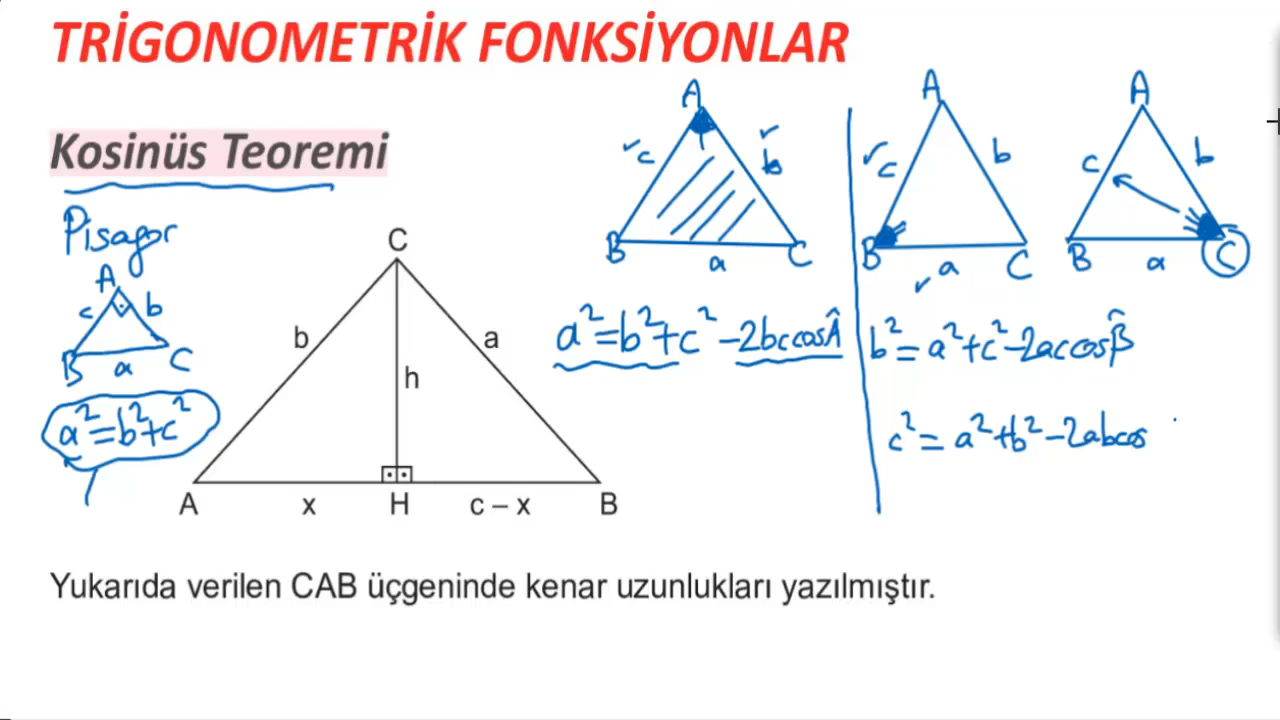 TRİGONOMETRİK FONKSİYONLAR
Kosinüs Teoremi
Pisagor
A
c b
B a C
a²=b²+c²
C
b a
h
A x H c – x B
A
c b
B a C
a²=b²+c²-2bccosÂ
A
c b
B a C
b²=a²+c²-2accosB̂
A
c b
B a C
c²=a²+b²-2abcos
Yukarıda verilen CAB üçgeninde kenar uzunlukları yazılmıştır.